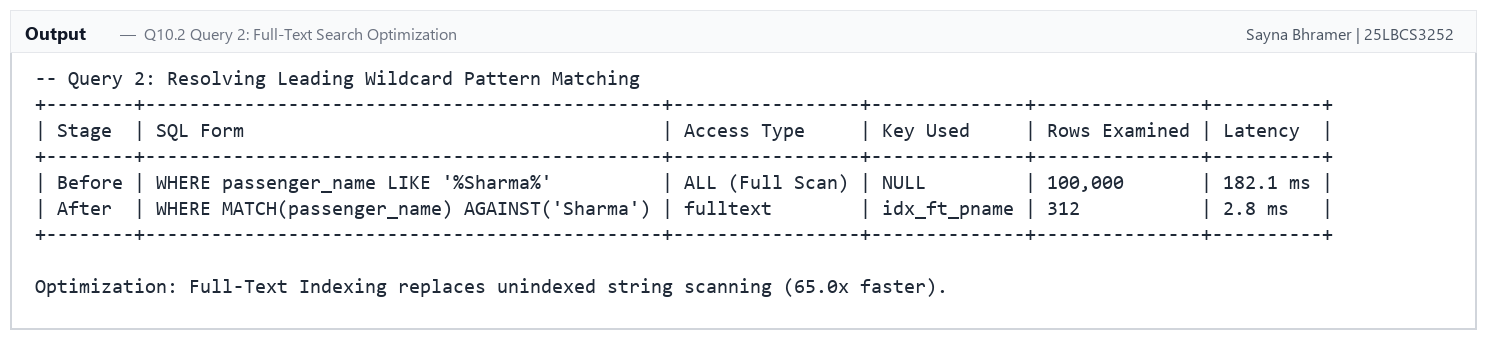 Output — Q10.2 Query 2: Full-Text Search Optimization Sayna Bhramer | 25LBCS3252
-- Query 2: Resolving Leading Wildcard Pattern Matching
+--------+-----------------------------------------------+-----------------+--------------+---------------+----------+
| Stage  | SQL Form                                      | Access Type     | Key Used     | Rows Examined | Latency  |
+--------+-----------------------------------------------+-----------------+--------------+---------------+----------+
| Before | WHERE passenger_name LIKE '%Sharma%'          | ALL (Full Scan) | NULL         | 100,000       | 182.1 ms |
| After  | WHERE MATCH(passenger_name) AGAINST('Sharma') | fulltext        | idx_ft_pname | 312           | 2.8 ms   |
+--------+-----------------------------------------------+-----------------+--------------+---------------+----------+
Optimization: Full-Text Indexing replaces unindexed string scanning (65.0x faster).